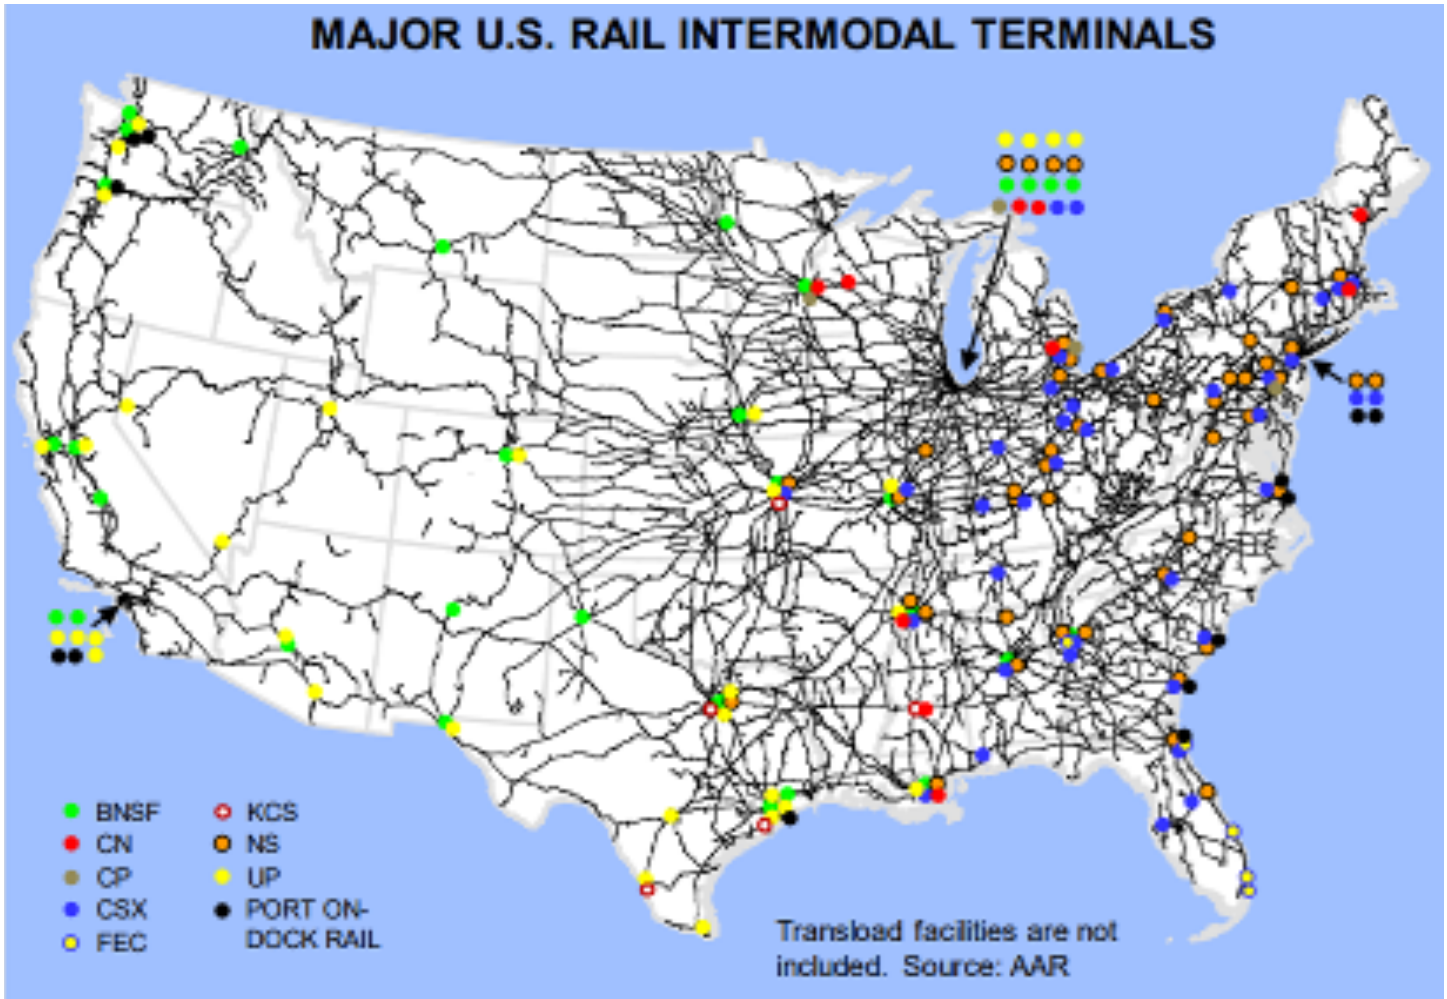 MAJOR U.S. RAIL INTERMODAL TERMINALS
BNSF
CN
CP
CSX
FEC
KCS
NS
UP
PORT ON-
DOCK RAIL
Transload facilities are not
included. Source: AAR